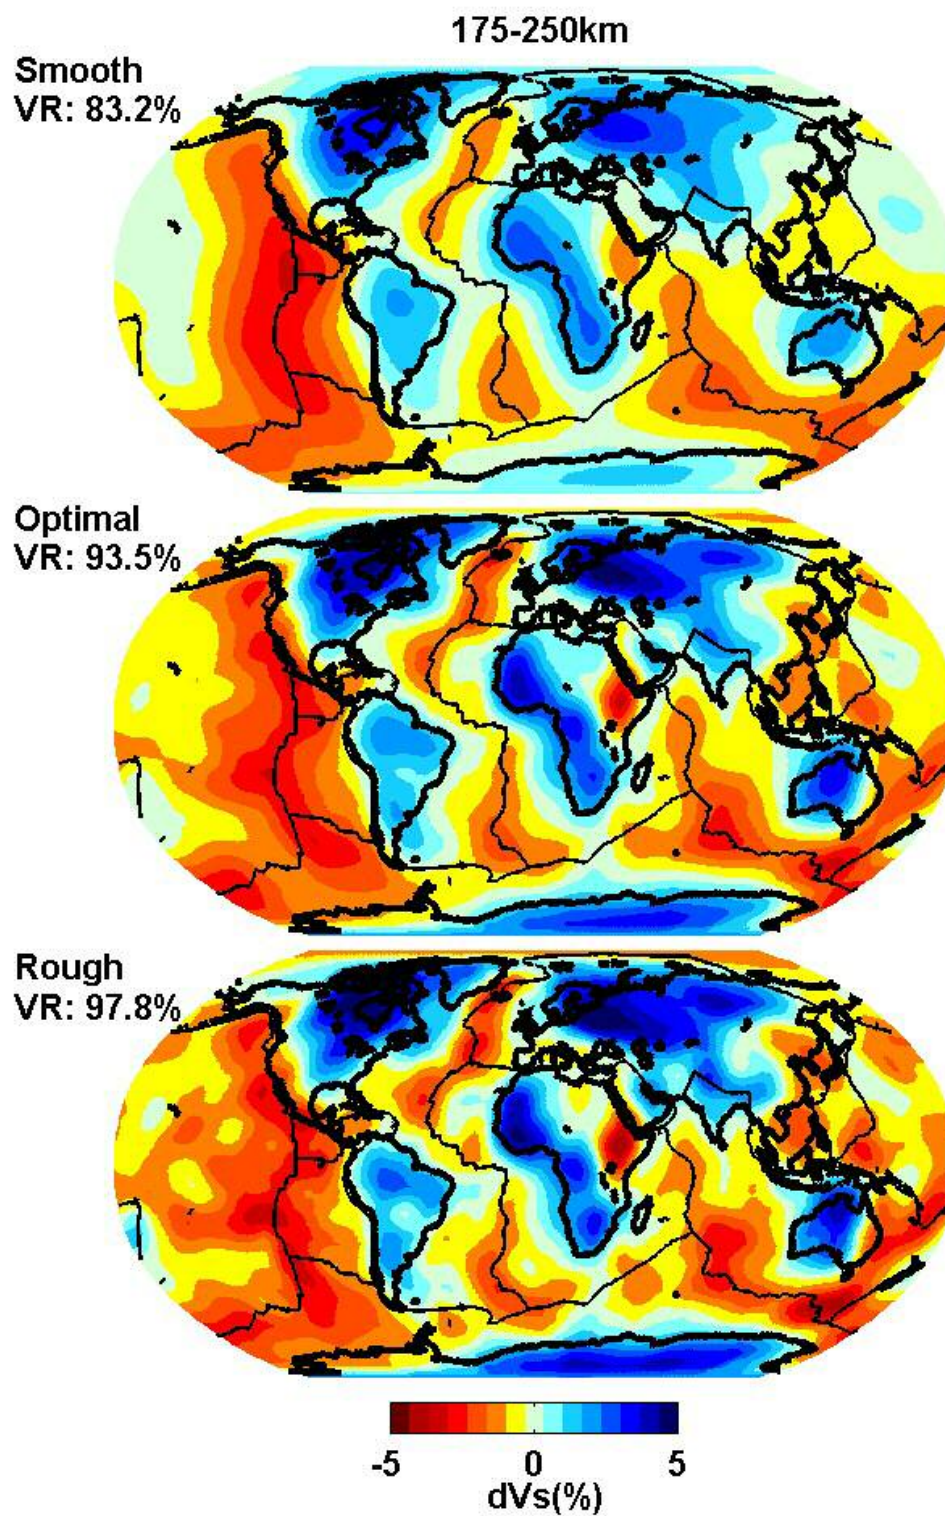 175-250km
Smooth
VR: 83.2%
Optimal
VR: 93.5%
Rough
VR: 97.8%
-5 0 5
dVs(%)